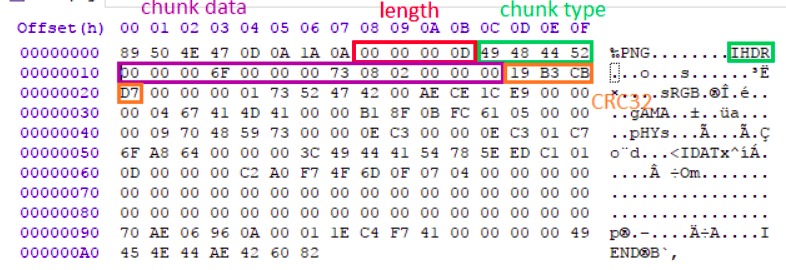 chunk data
length
chunk type
Offset(h) 00 01 02 03 04 05 06 07 08 09 0A 0B 0C 0D 0E 0F
00000000 89 50 4E 47 0D 0A 1A 0A 00 00 00 0D 49 48 44 52 ‰PNG........IHDR
00000010 00 00 00 6F 00 00 00 73 08 02 00 00 00 19 B3 CB ...o...s.....³Ë
00000020 D7 00 00 00 01 73 52 47 42 00 AE CE 1C E9 00 00 ×....sRGB.®Î.é..
CRC32
00000030 00 04 67 41 4D 41 00 00 B1 8F 0B FC 61 05 00 00 ..gAMA..±..üa...
00000040 00 09 70 48 59 73 00 00 0E C3 00 00 0E C3 01 C7 ..pHYs...Ã...Ã.Ç
00000050 6F A8 64 00 00 00 3C 49 44 41 54 78 5E ED C1 01 o¨d...<IDATx^íÁ.
00000060 0D 00 00 00 C2 A0 F7 4F 6D 0F 07 04 00 00 00 00 ....Â ÷Om.......
00000070 00 00 00 00 00 00 00 00 00 00 00 00 00 00 00 00 ................
00000080 00 00 00 00 00 00 00 00 00 00 00 00 00 00 00 00 ................
00000090 70 AE 06 96 0A 00 01 1E C4 F7 41 00 00 00 00 49 p®.–....Ä÷A....I
000000A0 45 4E 44 AE 42 60 82 END®B`‚